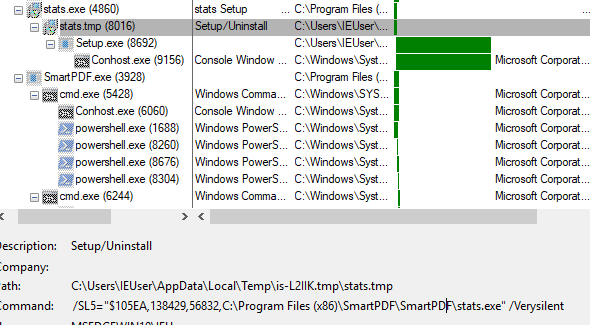 stats.exe (4860) stats Setup ... C:\Program Files (...
stats.tmp (8016) Setup/Uninstall C:\Users\IEUser\...
Setup.exe (8692) C:\Users\IEUser\...
Conhost.exe (9156) Console Window ... C:\Windows\Syst... Microsoft Corporat...
SmartPDF.exe (3928) C:\Program Files (...
cmd.exe (5428) Windows Comma... C:\Windows\SYS... Microsoft Corporat...
Conhost.exe (6060) Console Window ... C:\Windows\Syst... Microsoft Corporat...
powershell.exe (1688) Windows PowerS... C:\Windows\Syst... Microsoft Corporat...
powershell.exe (8260) Windows PowerS... C:\Windows\Syst... Microsoft Corporat...
powershell.exe (8676) Windows PowerS... C:\Windows\Syst... Microsoft Corporat...
powershell.exe (8304) Windows PowerS... C:\Windows\Syst... Microsoft Corporat...
cmd.exe (6244) Windows Comma... C:\Windows\Syst... Microsoft Corporat...
Description: Setup/Uninstall
Company:
Path: C:\Users\IEUser\AppData\Local\Temp\is-L2IIK.tmp\stats.tmp
Command: /SL5="$105EA,138429,56832,C:\Program Files (x86)\SmartPDF\SmartPDF\stats.exe" /Verysilent